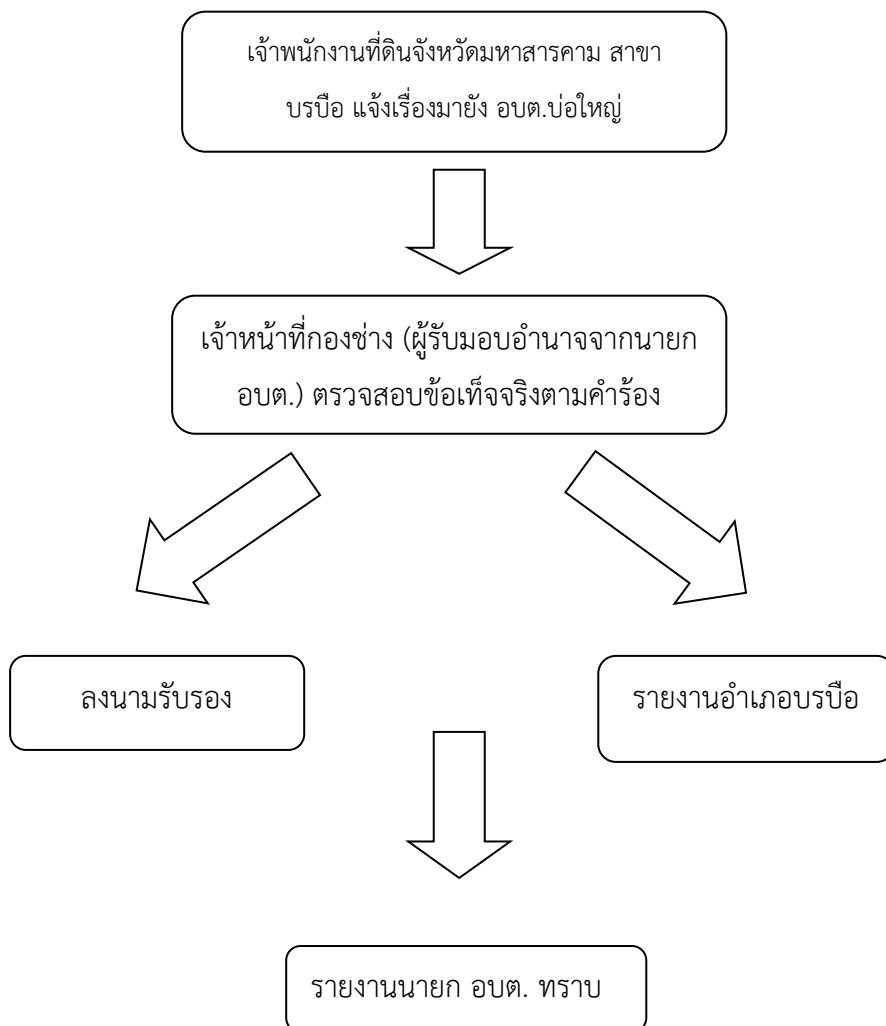 เจ้าพนักงานที่ดินจังหวัดมหาสารคาม สาขา
บรบือ แจ้งเรื่องมายัง อบต.บ่อใหญ่
เจ้าหน้าที่กองช่าง (ผู้รับมอบอำนาจจากนายก
อบต.) ตรวจสอบข้อเท็จจริงตามคำร้อง
ลงนามรับรอง
รายงานอำเภอบรบือ
รายงานนายก อบต. ทราบ